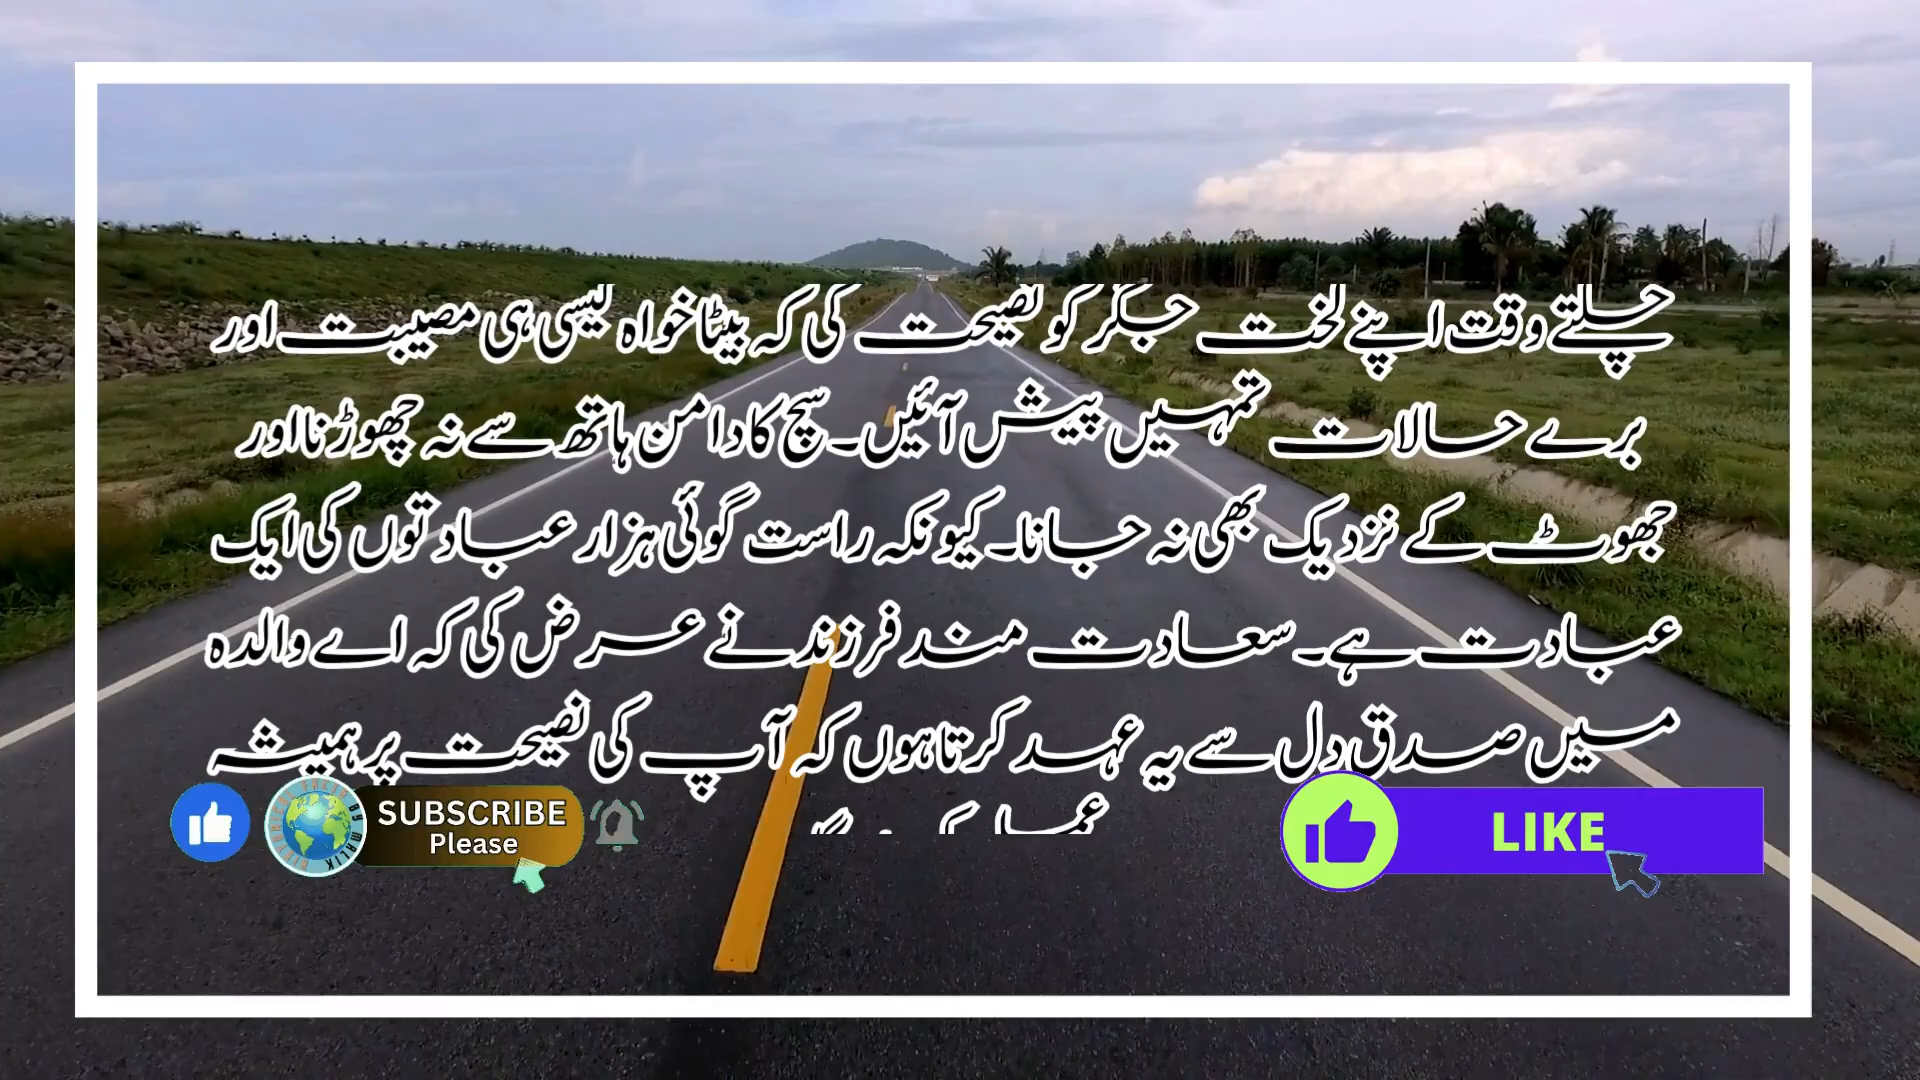 چلتے وقت اپنے لخت جگر کو نصیحت کی کہ بیٹا خواہ کیسی ہی مصیبت اور
برے حالات تمہیں پیش آئیں۔ سچ کا دامن ہاتھ سے نہ چھوڑنا اور
جھوٹ کے نزدیک بھی نہ جانا۔ کیونکہ راست گوئی ہزار عبادتوں کی ایک
عبادت ہے۔ سعادت مند فرزند نے عرض کی کہ اے والدہ
میں صدق دل سے یہ عہد کرتا ہوں کہ آپ کی نصیحت پر ہمیشہ
SUBSCRIBE
Please
LIKE